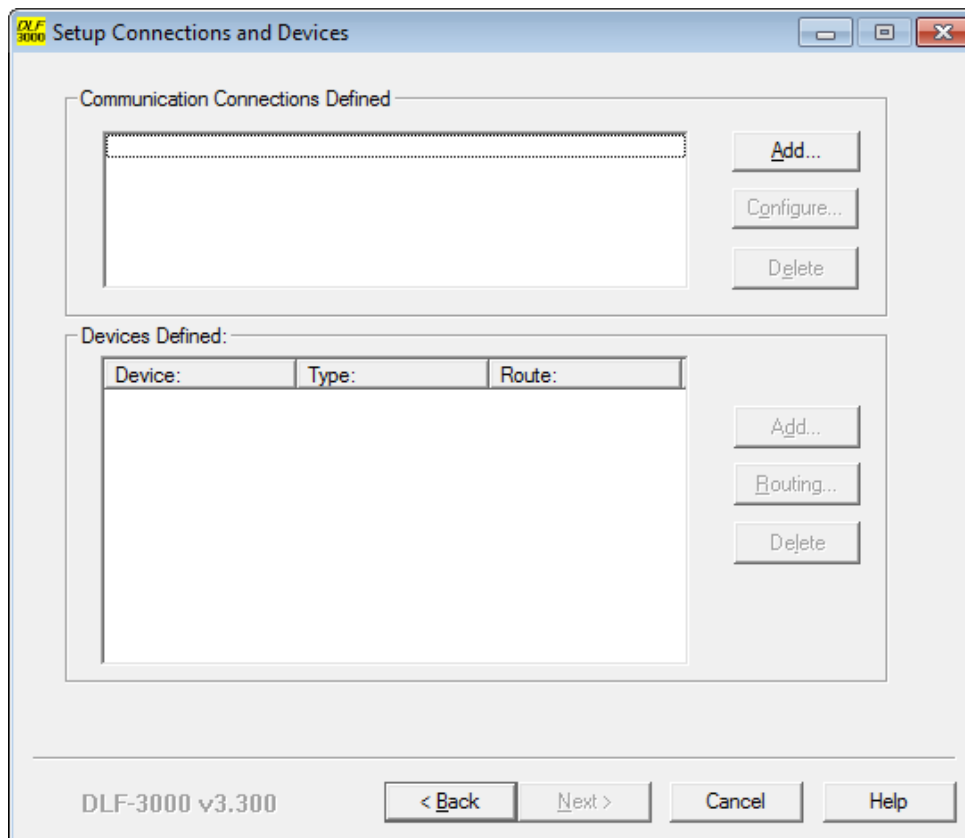 DLF
3000 Setup Connections and Devices
Communication Connections Defined
Add...
Configure...
Delete
Devices Defined:
Device: Type: Route:
Add...
Routing...
Delete
DLF-3000 v3.300 < Back Next > Cancel Help